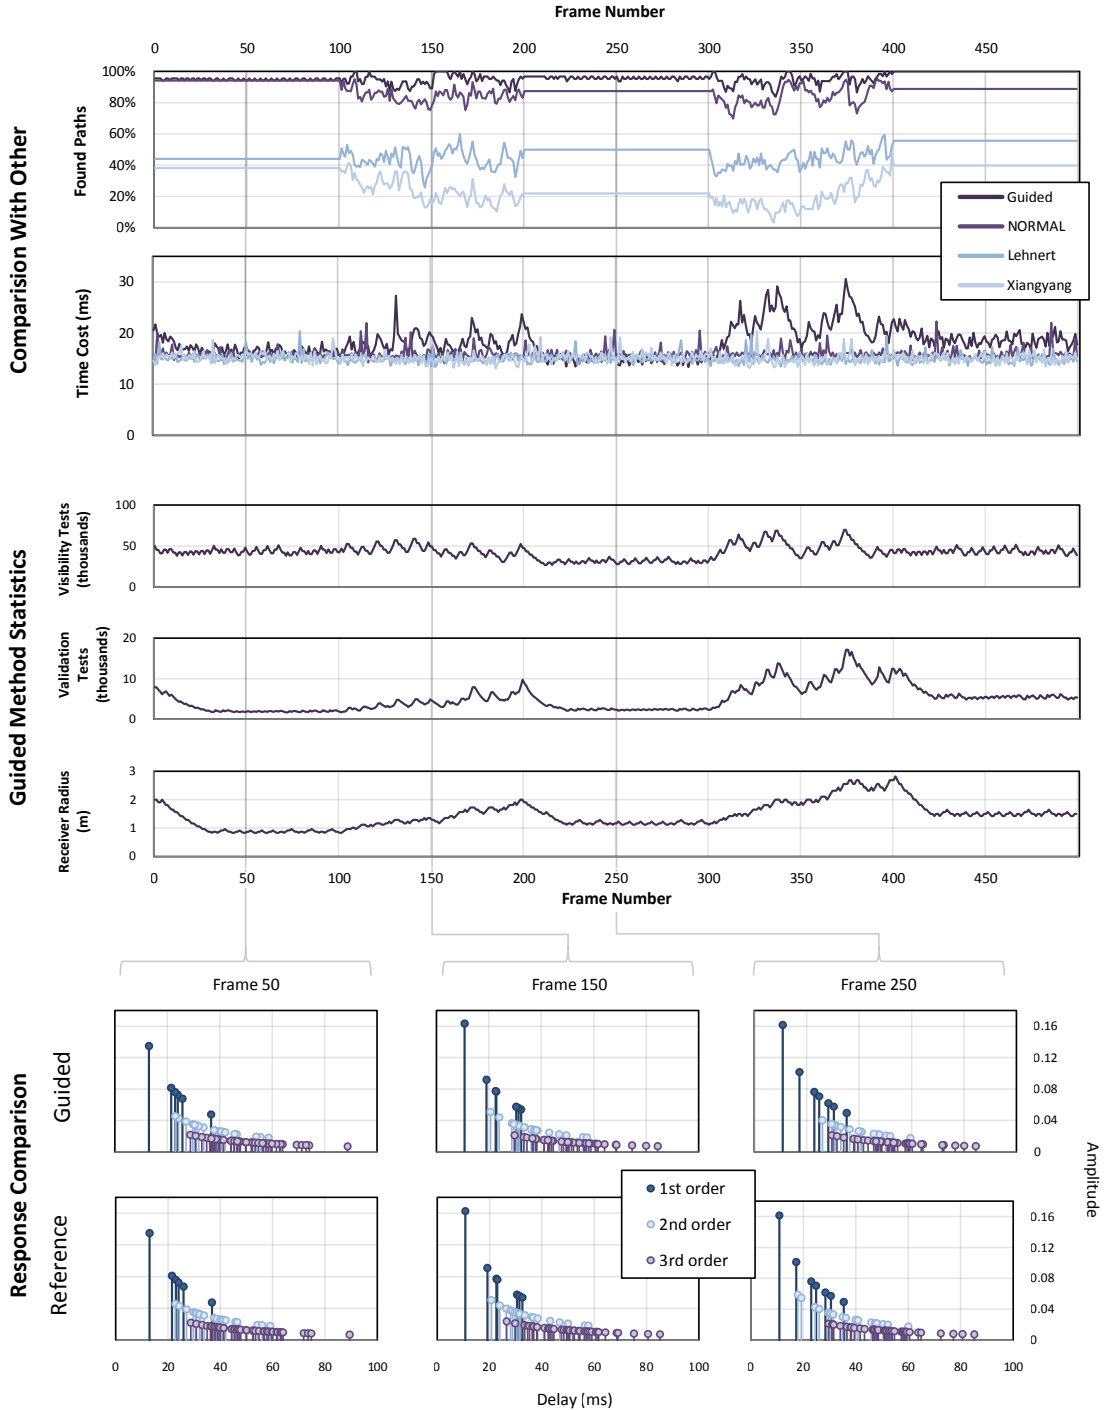 Frame Number
0 50 100 150 200 250 300 350 400 450
Comparision With Other
Found Paths
100%
80%
60%
40%
20%
0%
Guided
NORMAL
Lehnert
Xiangyang
Time Cost (ms)
30
20
10
0
Guided Method Statistics
Visibility Tests
(thousands)
100
50
0
Validation
Tests
(thousands)
20
10
0
Receiver Radius
(m)
3
2
1
0
0 50 100 150 200 250 300 350 400 450
Frame Number
Frame 50 Frame 150 Frame 250
Response Comparison
Guided
0.16
0.12
0.08
0.04
0
Amplitude
Reference
1st order
2nd order
3rd order
0.16
0.12
0.08
0.04
0
0 20 40 60 80 100 0 20 40 60 80 100 0 20 40 60 80 100
Delay (ms)